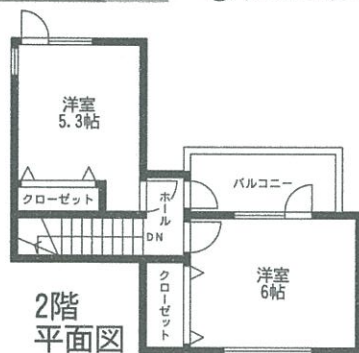 洋室
5.3帖
クローゼット
ホール
DN
バルコニー
クローゼット
洋室
6帖
2階
平面図